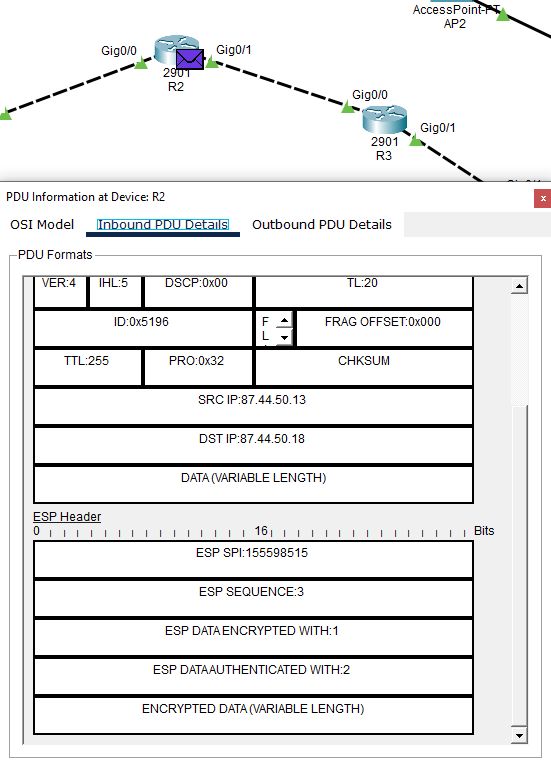 AccessPoint-PT
AP2
Gig0/0
Gig0/1
2901
R2
Gig0/0
2901
R3
Gig0/1
PDU Information at Device: R2
x
OSI Model
Inbound PDU Details
Outbound PDU Details
PDU Formats
VER:4
IHL:5
DSCP:0x00
TL:20
ID:0x5196
F
L
FRAG OFFSET:0x000
TTL:255
PRO:0x32
CHKSUM
SRC IP:87.44.50.13
DST IP:87.44.50.18
DATA (VARIABLE LENGTH)
ESP Header
0
16
Bits
ESP SPI:155598515
ESP SEQUENCE:3
ESP DATA ENCRYPTED WITH:1
ESP DATA AUTHENTICATED WITH:2
ENCRYPTED DATA (VARIABLE LENGTH)